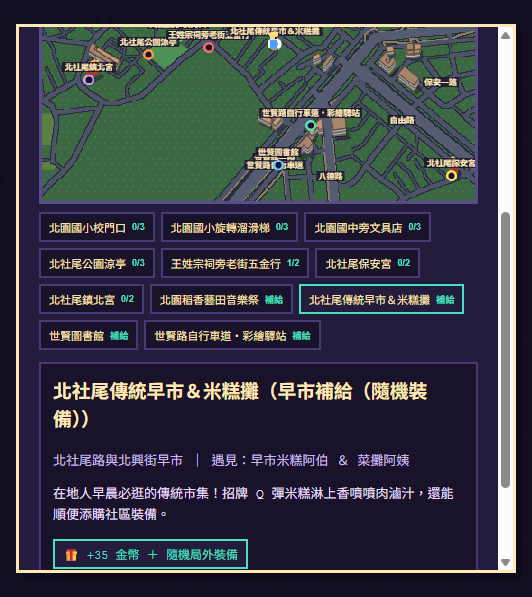 北社尾傳統早市＆米糕攤
王姓宗祠旁老街五金行
北社尾公園涼亭
北社尾鎮北宮
保安一路
世賢路自行車道・彩繪驛站
自由路
世賢圖書館
北社尾保安宮
八德路
北園國小校門口 0/3
北園國小旋轉溜滑梯 0/3
北園國中旁文具店 0/3
北社尾公園涼亭 0/3
王姓宗祠旁老街五金行 1/2
北社尾保安宮 0/2
北社尾鎮北宮 0/2
北園稻香藝田音樂祭 補給
北社尾傳統早市＆米糕攤 補給
世賢圖書館 補給
世賢路自行車道・彩繪驛站 補給
北社尾傳統早市＆米糕攤（早市補給（隨機裝
備））
北社尾路與北興街早市 ｜ 遇見：早市米糕阿伯 & 菜攤阿姨
在地人早晨必逛的傳統市集！招牌 Q 彈米糕淋上香噴噴肉滷汁，還能
順便添購社區裝備。
+35 金幣 ＋ 隨機局外裝備